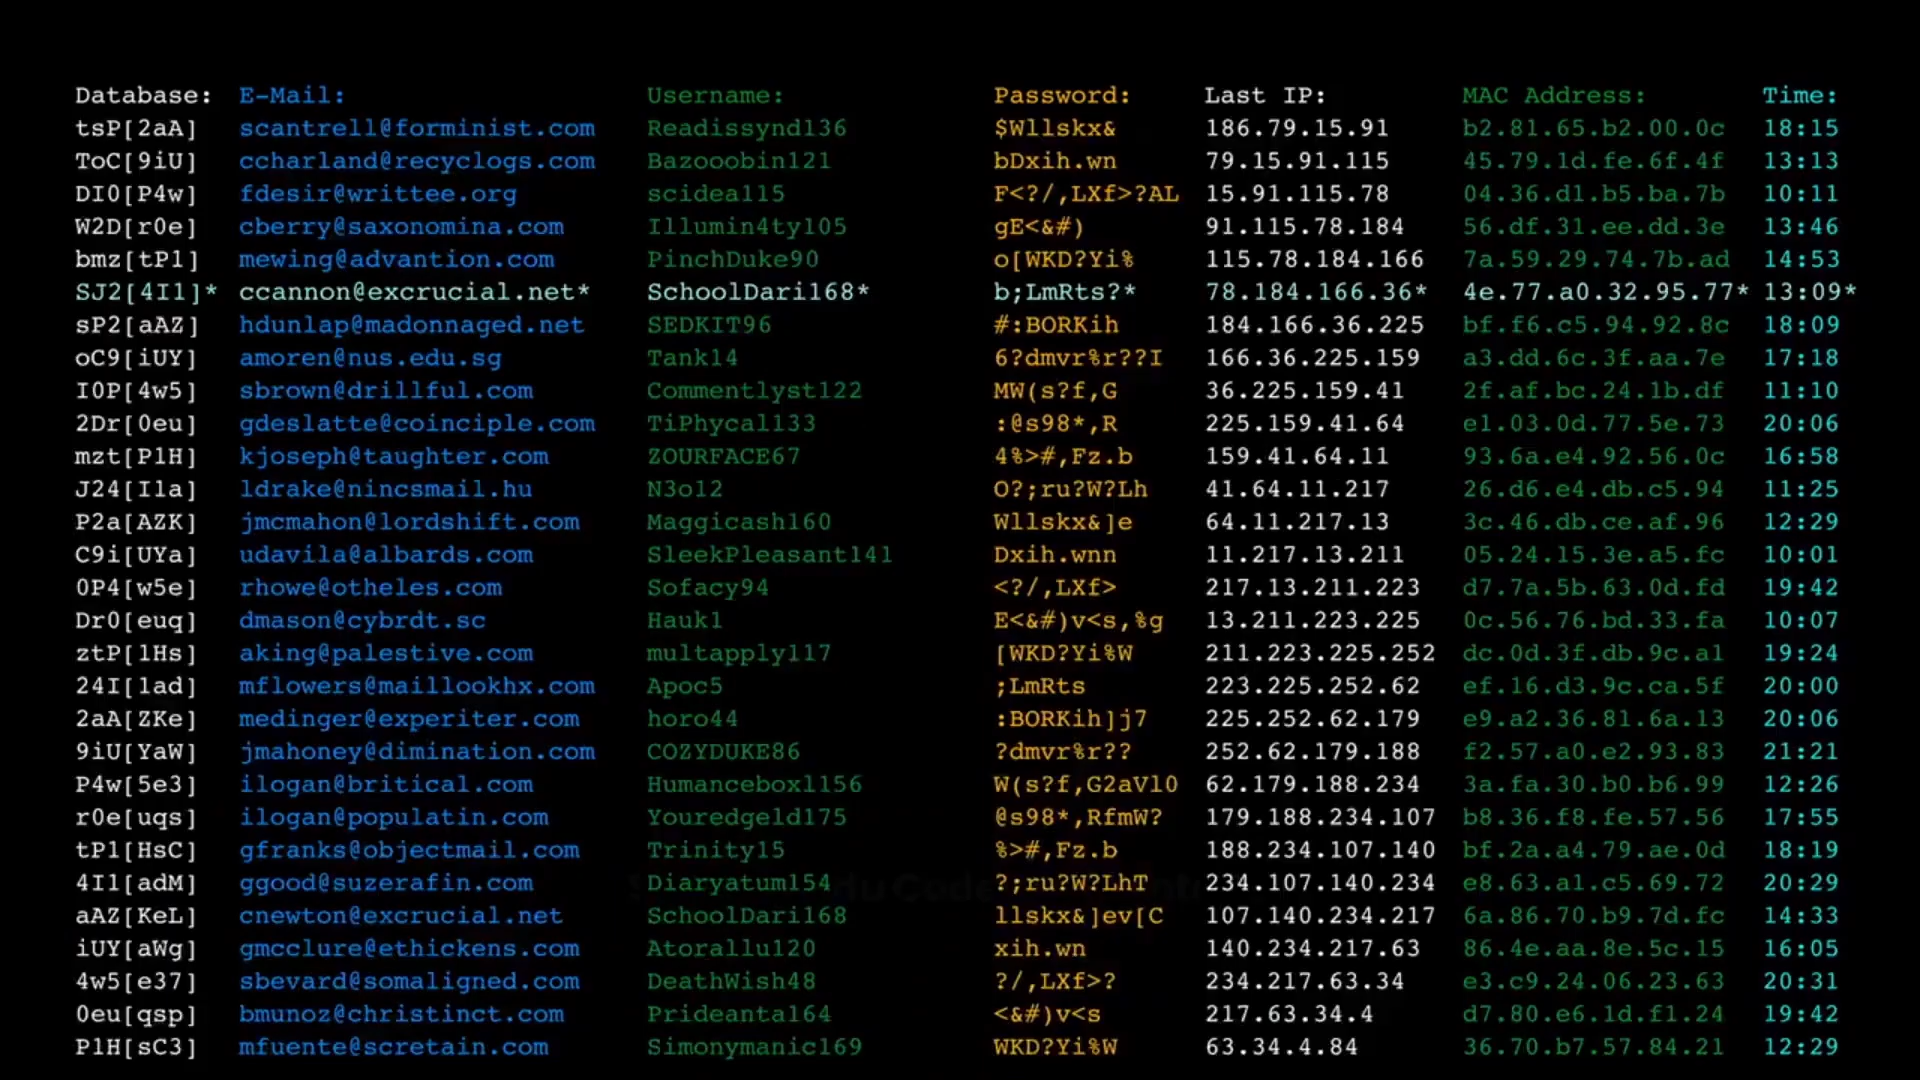 Database: E-Mail: Username: Password: Last IP: MAC Address: Time:
tsP[2aA] scantrell@forminist.com Readissynd136 $Wllskx& 186.79.15.91 b2.81.65.b2.00.0c 18:15
ToC[9iU] ccharland@recyclogs.com Bazooobin121 bDxih.wn 79.15.91.115 45.79.1d.fe.6f.4f 13:13
DI0[P4w] fdesir@writtee.org scidea115 F<?/,LXf>?AL 15.91.115.78 04.36.d1.b5.ba.7b 10:11
W2D[r0e] cberry@saxonomina.com Illumin4ty105 gE<&#) 91.115.78.184 56.df.31.ee.dd.3e 13:46
bmz[tP1] mewing@advantion.com PinchDuke90 o[WKD?Yi% 115.78.184.166 7a.59.29.74.7b.ad 14:53
SJ2[4I1]* ccannon@excrucial.net* SchoolDari168* b;LmRts?* 78.184.166.36* 4e.77.a0.32.95.77* 13:09*
sP2[aAZ] hdunlap@madonnaged.net SEDKIT96 #:BORKih 184.166.36.225 bf.f6.c5.94.92.8c 18:09
oC9[iUY] amoren@nus.edu.sg Tank14 6?dmvr%r??I 166.36.225.159 a3.dd.6c.3f.aa.7e 17:18
I0P[4w5] sbrown@drillful.com Commentlyst122 MW(s?f,G 36.225.159.41 2f.af.bc.24.1b.df 11:10
2Dr[0eu] gdeslatte@coinciple.com TiPhycal133 :@s98*,R 225.159.41.64 e1.03.0d.77.5e.73 20:06
mzt[P1H] kjoseph@taughter.com ZOURFACE67 4%>#,Fz.b 159.41.64.11 93.6a.e4.92.56.0c 16:58
J24[I1a] ldrake@nincsmail.hu N3o12 O?;ru?W?Lh 41.64.11.217 26.d6.e4.db.c5.94 11:25
P2a[AZK] jmcmahon@lordshift.com Maggicash160 Wllskx&]e 64.11.217.13 3c.46.db.ce.af.96 12:29
C9i[UYa] udavila@albards.com SleekPleasant141 Dxih.wnn 11.217.13.211 05.24.15.3e.a5.fc 10:01
0P4[w5e] rhowe@otheles.com Sofacy94 <?/,LXf> 217.13.211.223 d7.7a.5b.63.0d.fd 19:42
Dr0[euq] dmason@cybrdt.sc Hauk1 E<&#)v<s,%g 13.211.223.225 0c.56.76.bd.33.fa 10:07
ztP[1Hs] aking@palestive.com multapply117 [WKD?Yi%W 211.223.225.252 dc.0d.3f.db.9c.a1 19:24
24I[1ad] mflowers@maillookhx.com Apoc5 ;LmRts 223.225.252.62 ef.16.d3.9c.ca.5f 20:00
2aA[ZKe] medinger@experiter.com horo44 :BORKih]j7 225.252.62.179 e9.a2.36.81.6a.13 20:06
9iU[YaW] jmahoney@dimination.com COZYDUKE86 ?dmvr%r?? 252.62.179.188 f2.57.a0.e2.93.83 21:21
P4w[5e3] ilogan@britical.com Humancebox1156 W(s?f,G2aVl0 62.179.188.234 3a.fa.30.b0.b6.99 12:26
r0e[uqs] ilogan@populatin.com Youredgeld175 @s98*,RfmW? 179.188.234.107 b8.36.f8.fe.57.56 17:55
tP1[HsC] gfranks@objectmail.com Trinity15 %>#,Fz.b 188.234.107.140 bf.2a.a4.79.ae.0d 18:19
4I1[adM] ggood@suzerafin.com Diaryatum154 ?;ru?W?LhT 234.107.140.234 e8.63.a1.c5.69.72 20:29
aAZ[KeL] cnewton@excrucial.net SchoolDari168 llskx&]ev[C 107.140.234.217 6a.86.70.b9.7d.fc 14:33
iUY[aWg] gmcclure@ethickens.com Atorallu120 xih.wn 140.234.217.63 86.4e.aa.8e.5c.15 16:05
4w5[e37] sbevard@somaligned.com DeathWish48 ?/,LXf>? 234.217.63.34 e3.c9.24.06.23.63 20:31
0eu[qsp] bmunoz@christinct.com Prideanta164 <&#)v<s 217.63.34.4 d7.80.e6.1d.f1.24 19:42
P1H[sC3] mfuente@scretain.com Simonymanic169 WKD?Yi%W 63.34.4.84 36.70.b7.57.84.21 12:29